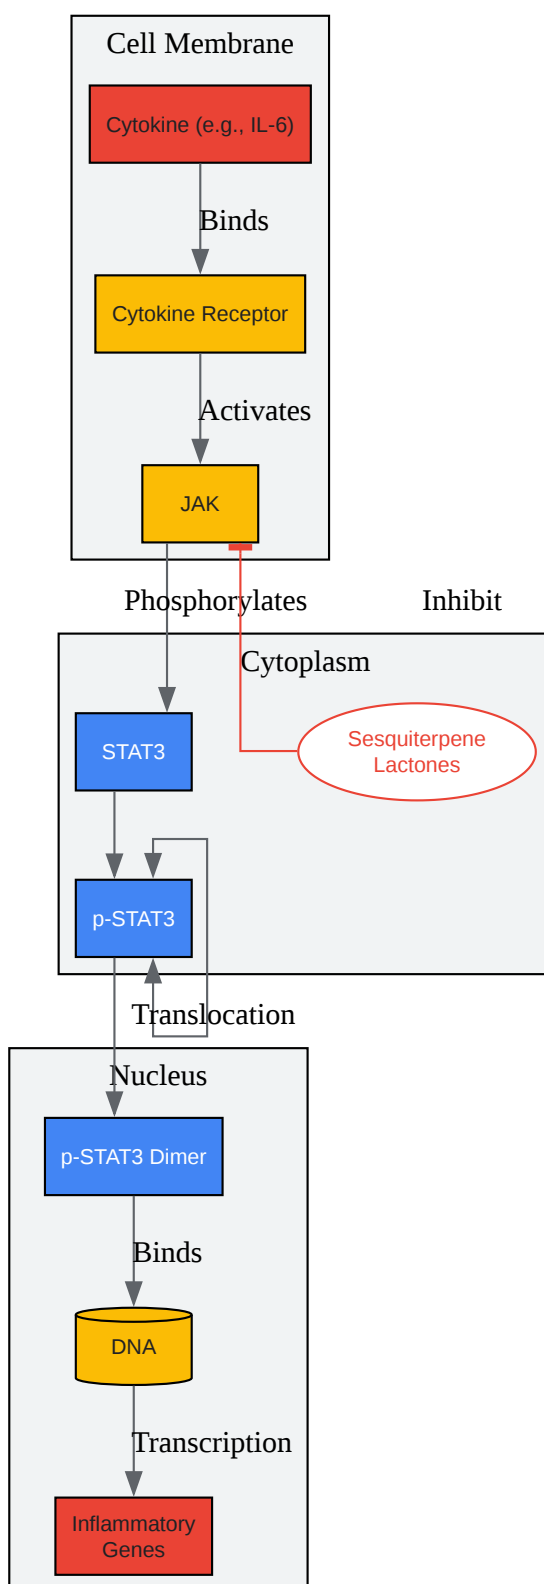 Cell Membrane
Cytokine (e.g., IL-6)
Binds
Cytokine Receptor
Activates
JAK
Phosphorylates
Inhibit
Cytoplasm
STAT3
Sesquiterpene
Lactones
p-STAT3
Translocation
Nucleus
p-STAT3 Dimer
Binds
DNA
Transcription
Inflammatory
Genes